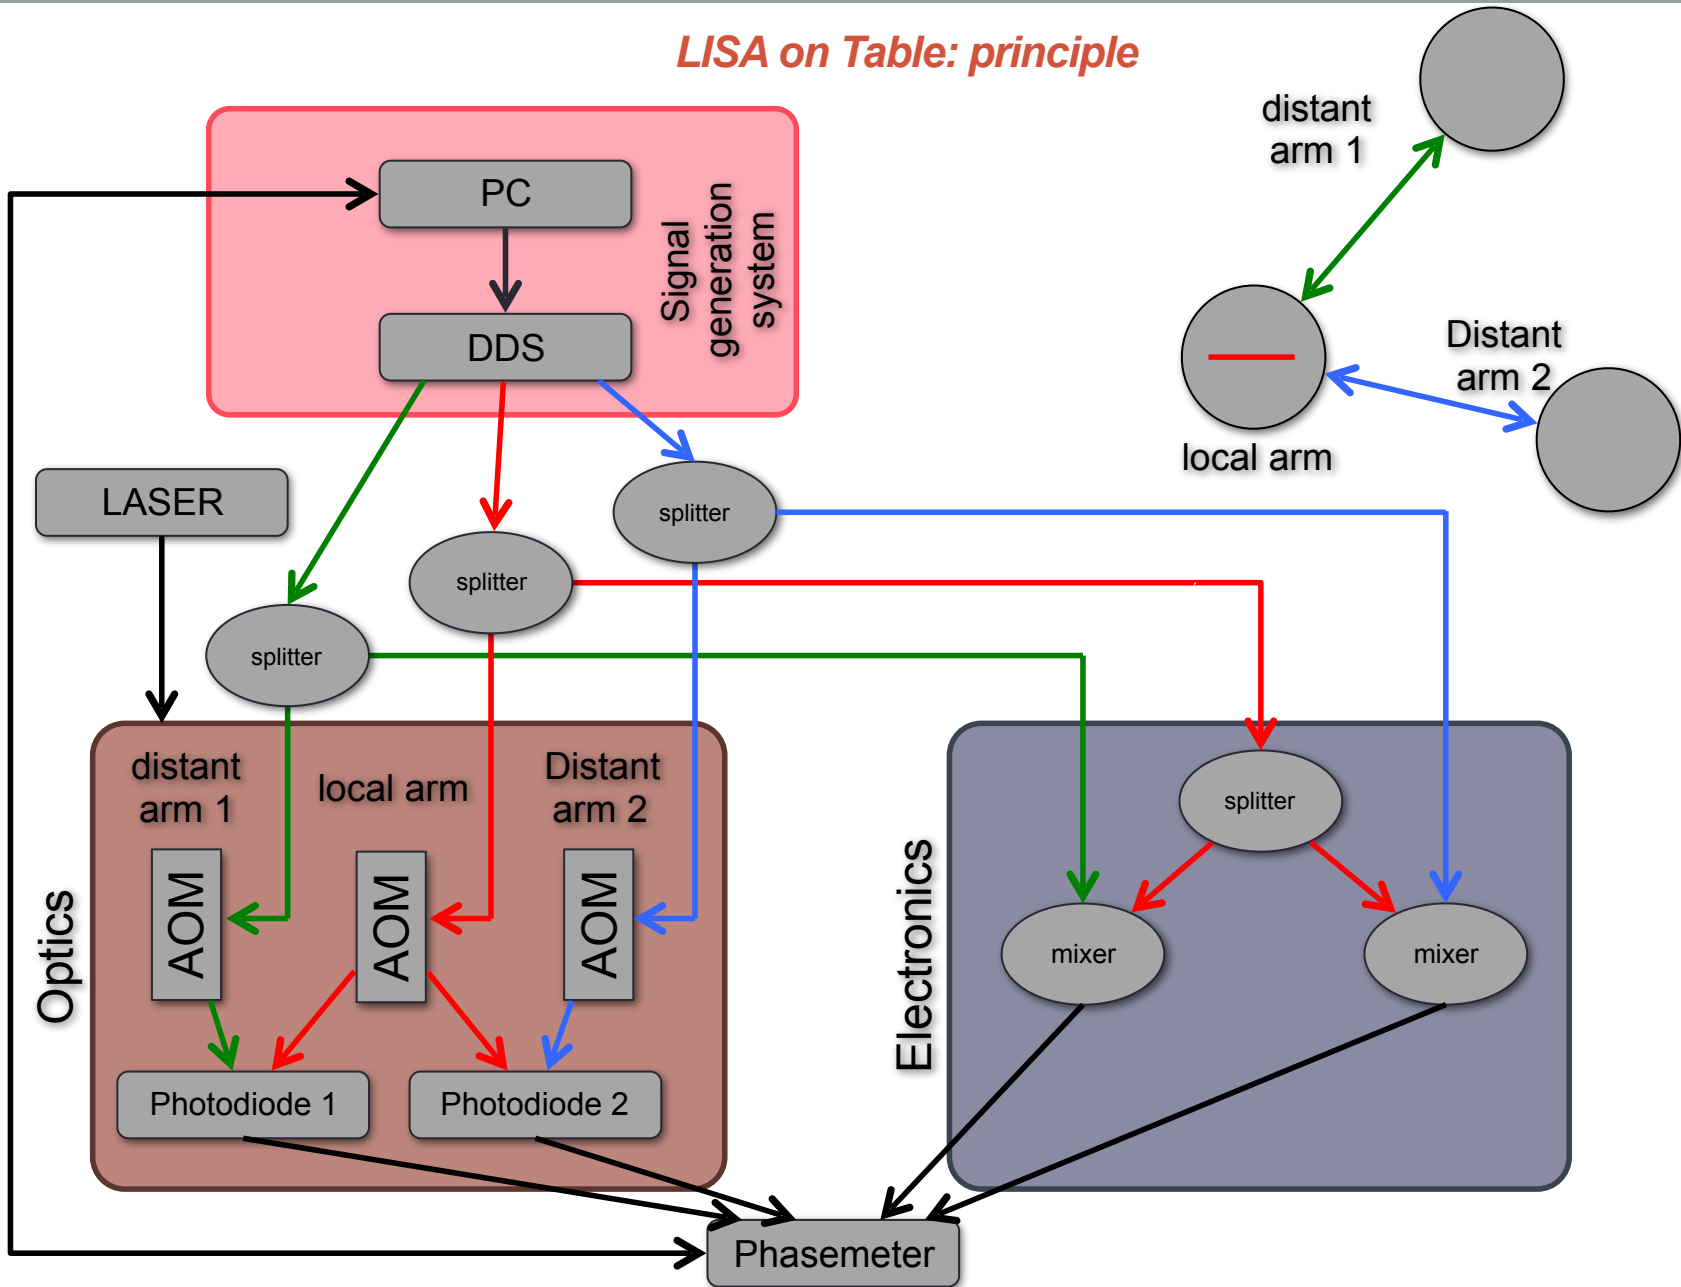 LISA on Table: principle
distant
arm 1
Distant
arm 2
local arm
PC
DDS
Signal
generation
system
LASER
splitter
splitter
splitter
Optics
distant
arm 1
local arm
Distant
arm 2
AOM
AOM
AOM
Photodiode 1
Photodiode 2
Electronics
splitter
mixer
mixer
Phasemeter